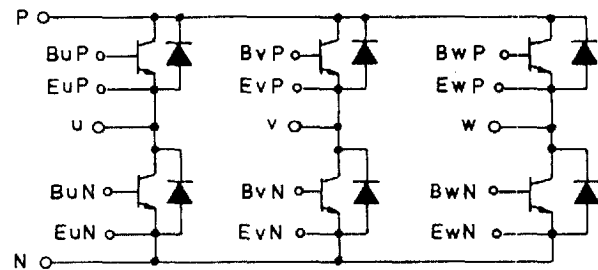 P
BuP BvP BwP
EuP EvP EwP
u v w
BuN BvN BwN
EuN EvN EwN
N